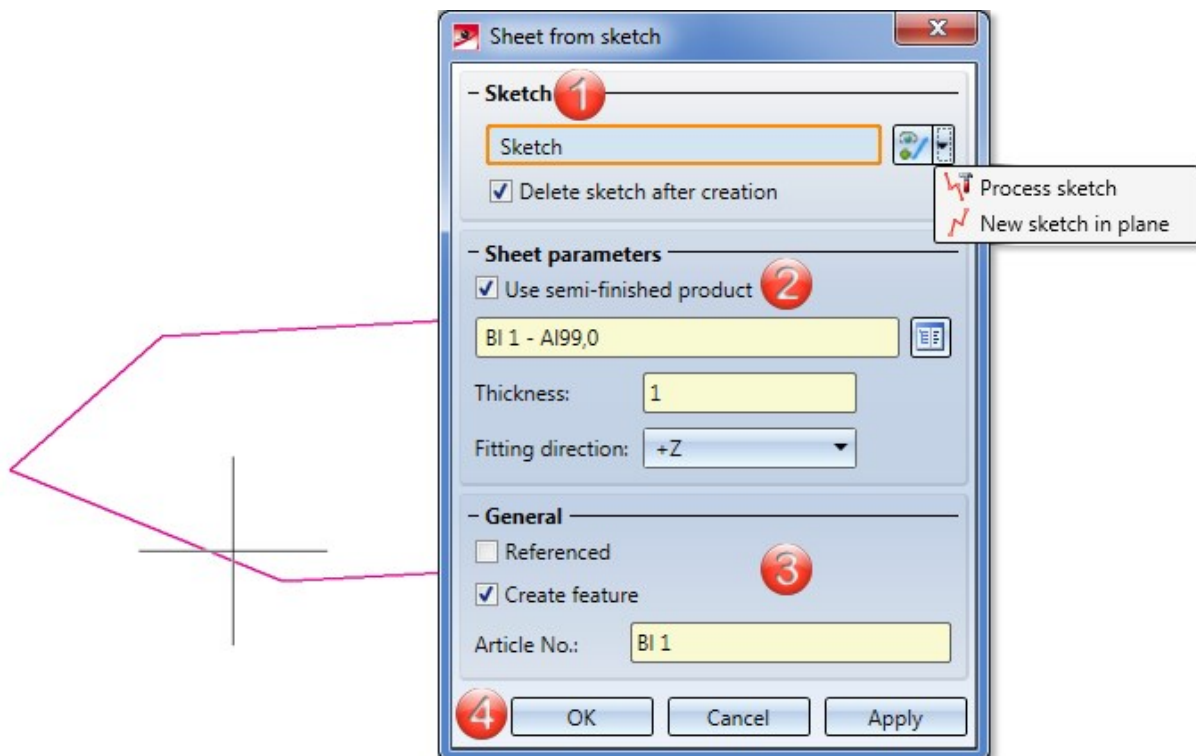 Sheet from sketch
Sketch 1
Sketch
Delete sketch after creation
Process sketch
New sketch in plane
Sheet parameters
Use semi-finished product 2
Bl 1 - Al99,0
Thickness: 1
Fitting direction: +Z
General
Referenced
3
Create feature
Article No.: Bl 1
4 OK Cancel Apply